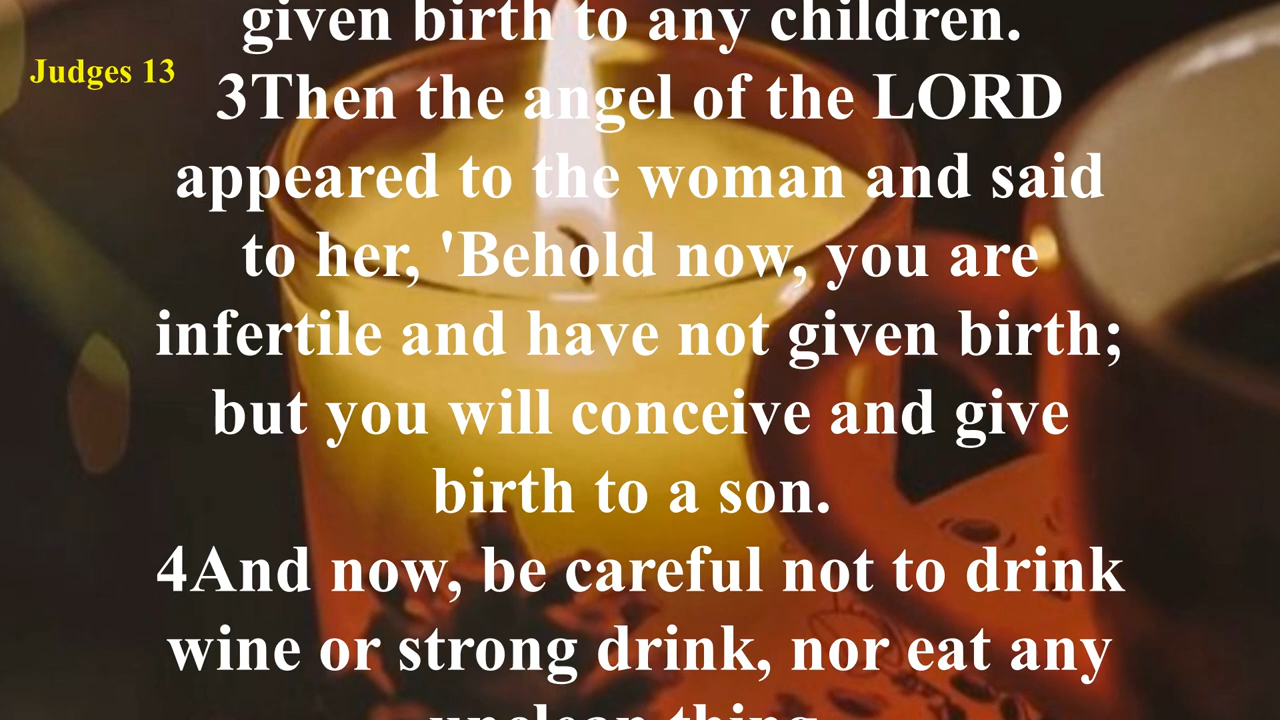 given birth to any children.
Judges 13
3Then the angel of the LORD
appeared to the woman and said
to her, 'Behold now, you are
infertile and have not given birth;
but you will conceive and give
birth to a son.
4And now, be careful not to drink
wine or strong drink, nor eat any
unclean thing.